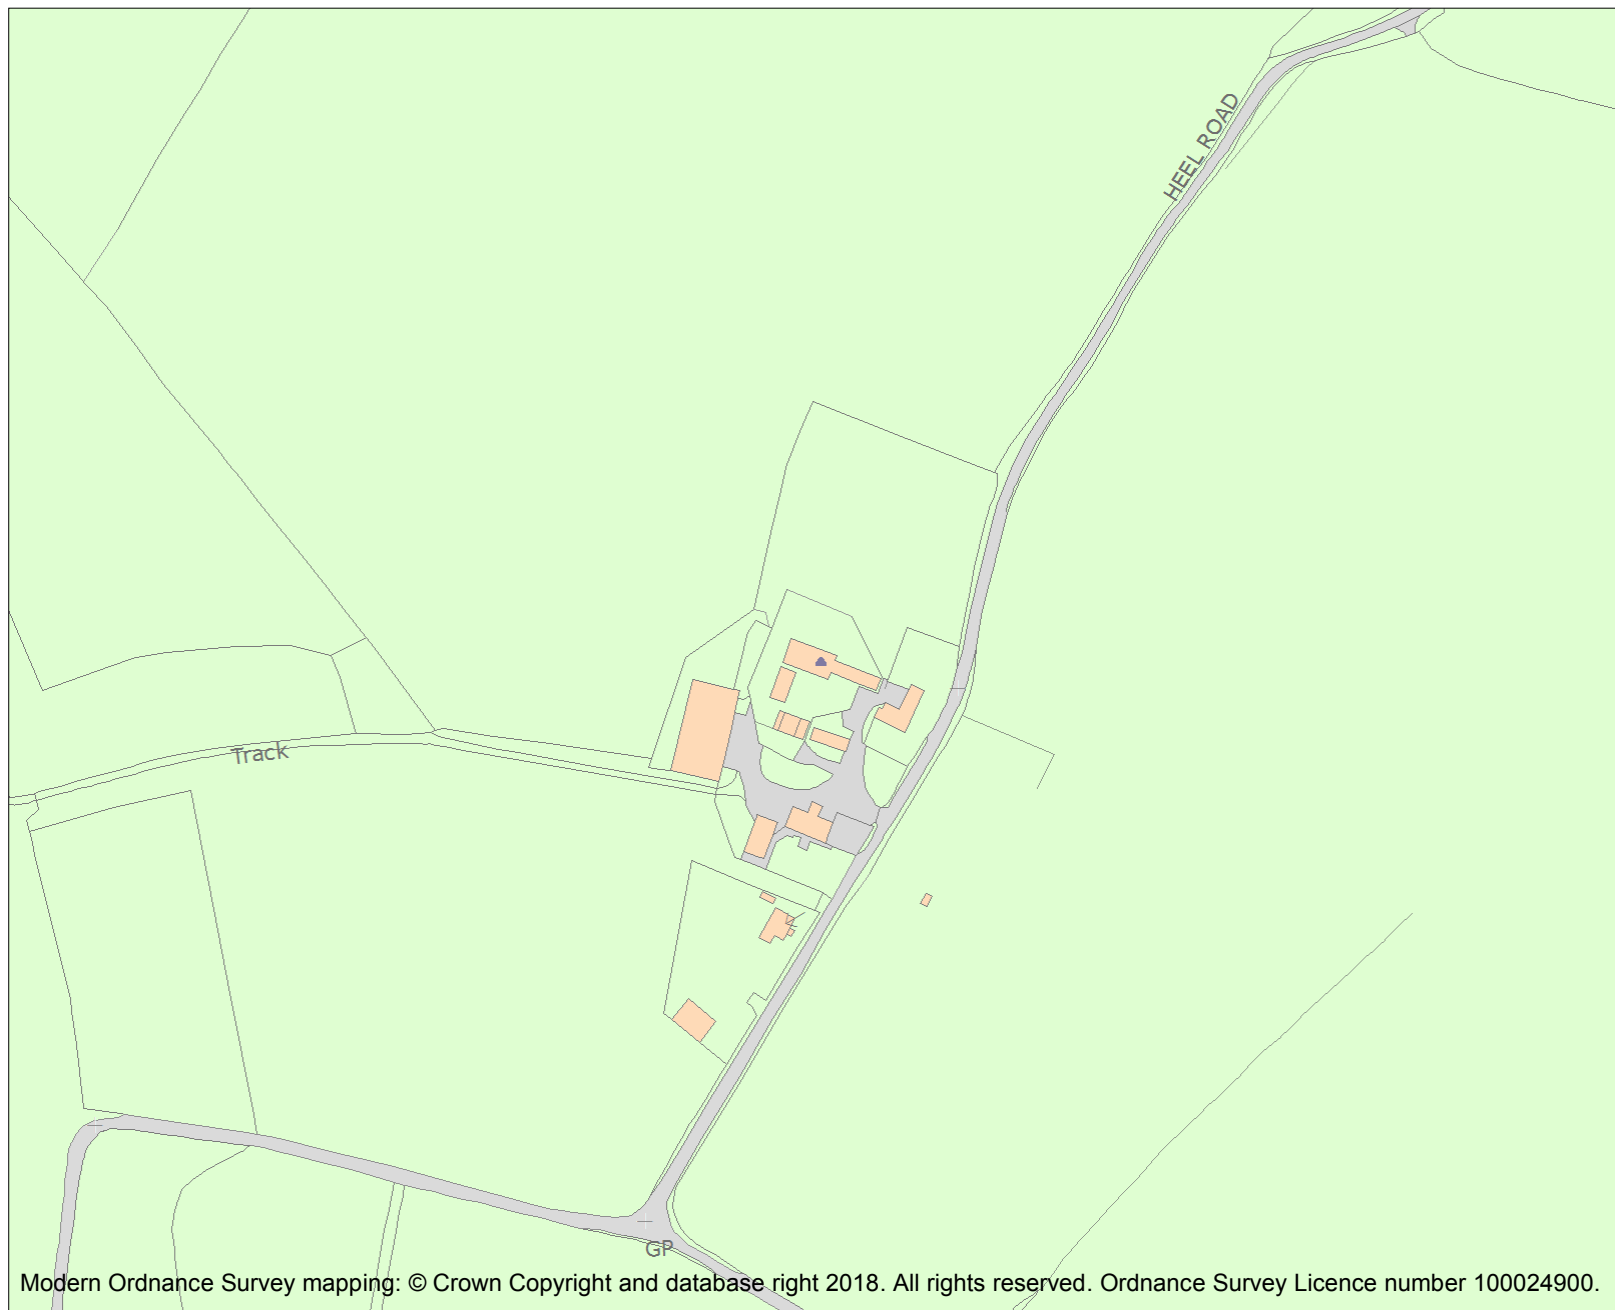 HEEL ROAD
Track
GP
Modern Ordnance Survey mapping: © Crown Copyright and database right 2018. All rights reserved. Ordnance Survey Licence number 100024900.